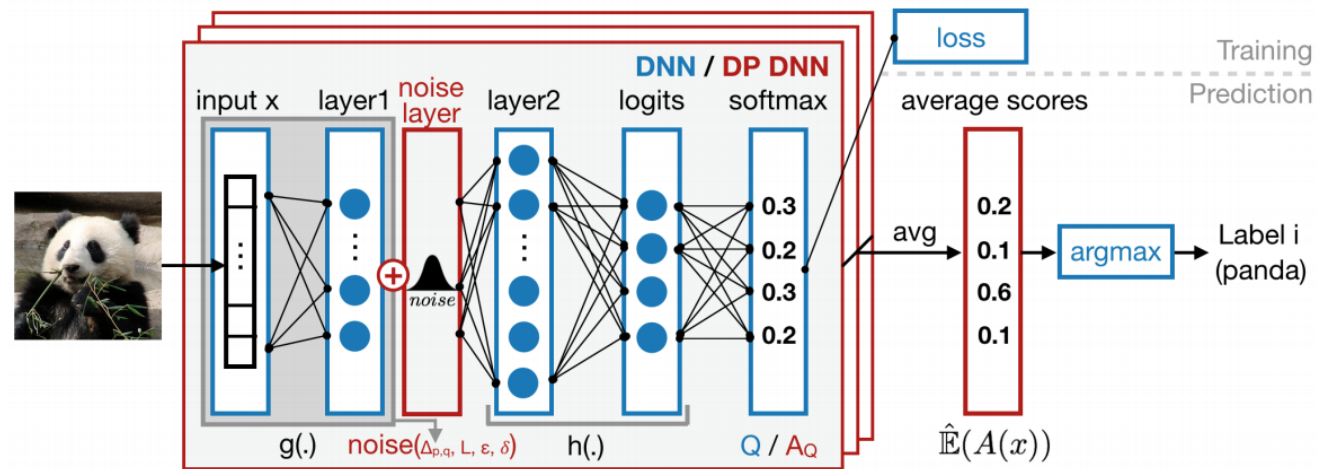 loss
Training
Prediction
DNN / DP DNN
input x
layer1
noise
layer
layer2
logits
softmax
average scores
...
...
noise
0.3
0.2
0.3
0.2
avg
0.2
0.1
0.6
0.1
argmax
Label i
(panda)
g(.)
noise(Δp,q, L, ε, δ)
h(.)
Q / AQ
𝔼̂(A(x))